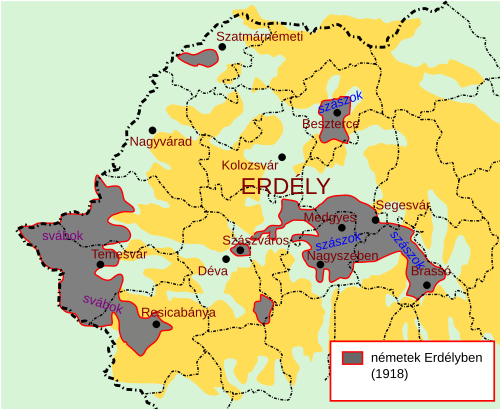 Szatmárnémeti
szászok
Beszterce
Nagyvárad
Kolozsvár
ERDÉLY
Segesvár
Medgyes
svábok
Szászváros
szászok
szászok
Temesvár
Nagyszében
Déva
Brassó
svábok
Resicabánya
németek Erdélyben
(1918)